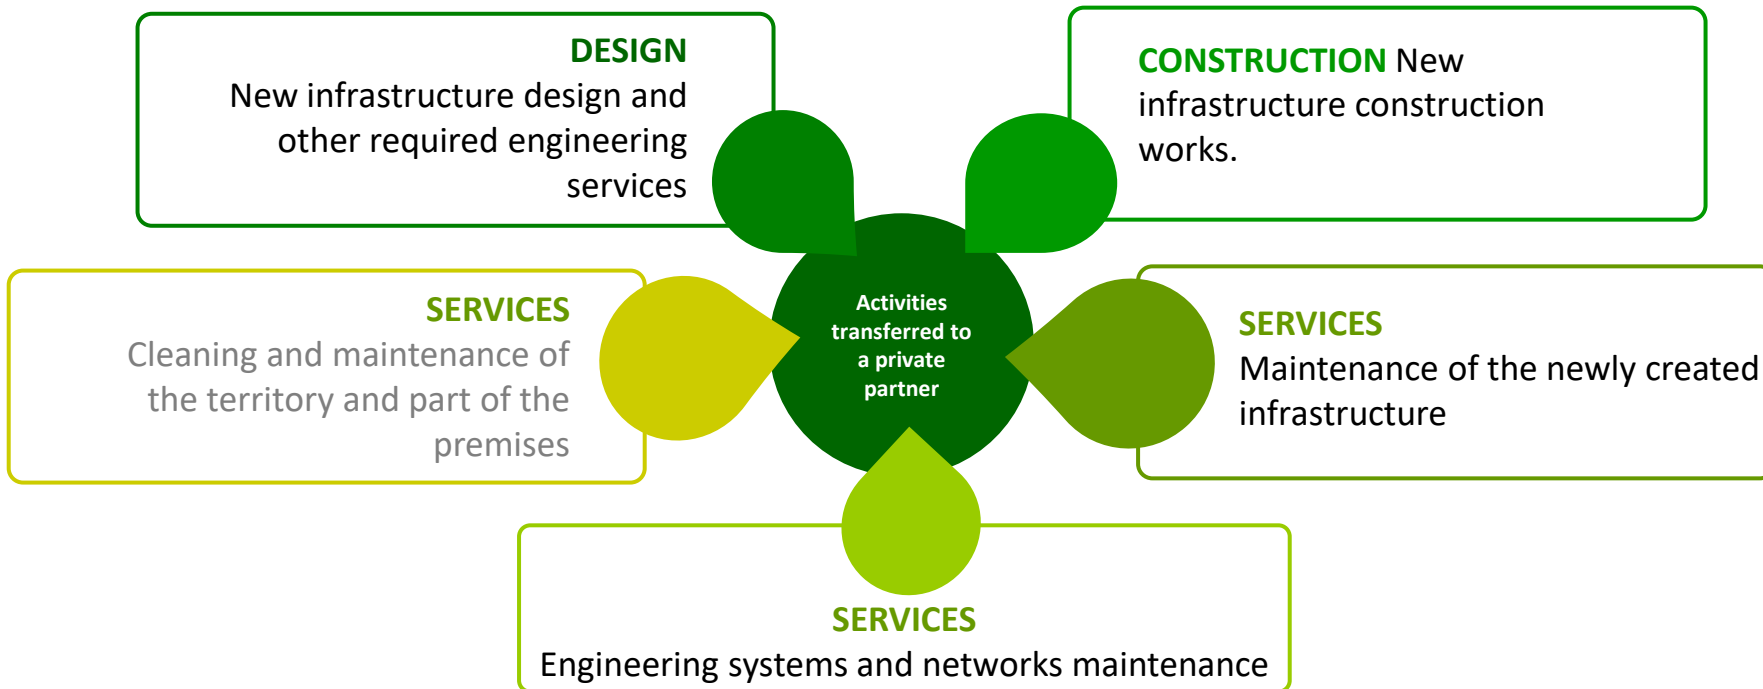 DESIGN
New infrastructure design and
other required engineering
services
CONSTRUCTION New
infrastructure construction
works.
SERVICES
Cleaning and maintenance of
the territory and part of the
premises
Activities
transferred to
a private
partner
SERVICES
Maintenance of the newly created
infrastructure
SERVICES
Engineering systems and networks maintenance